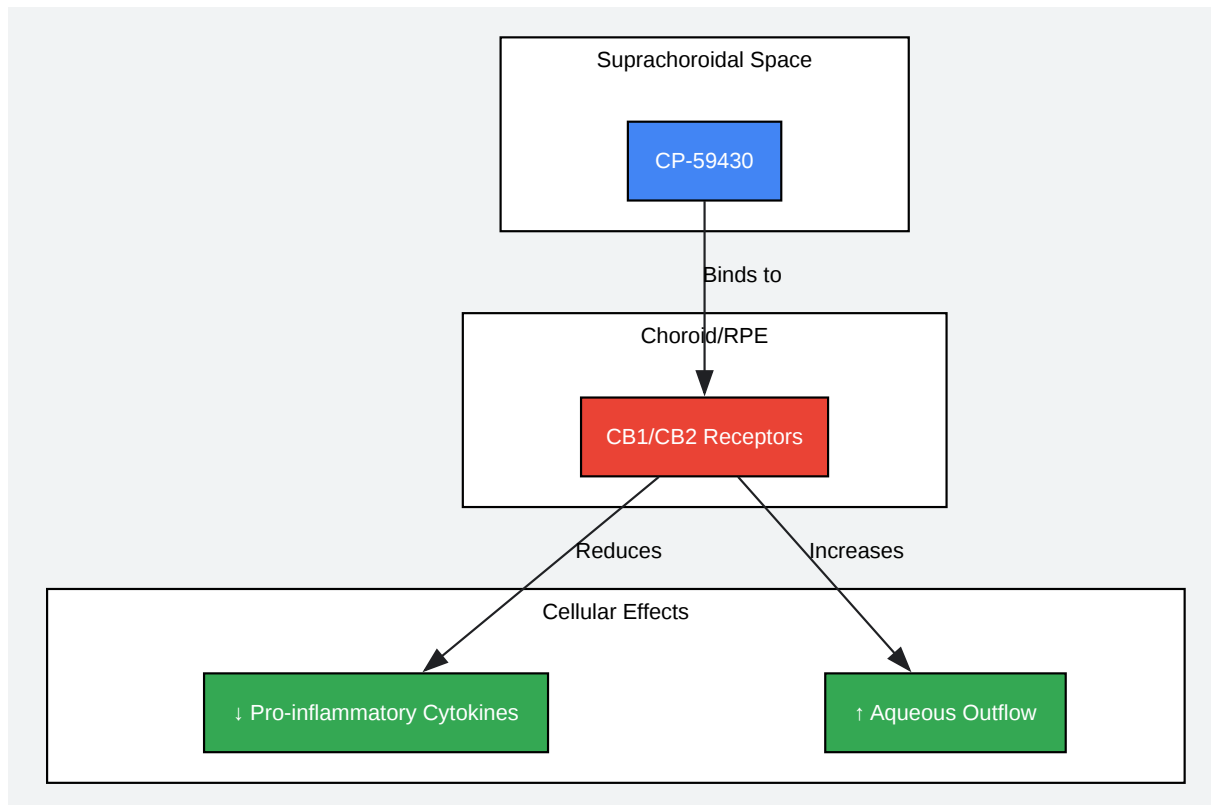 Suprachoroidal Space
CP-59430
Binds to
Choroid/RPE
CB1/CB2 Receptors
Reduces
Increases
Cellular Effects
↓ Pro-inflammatory Cytokines
↑ Aqueous Outflow